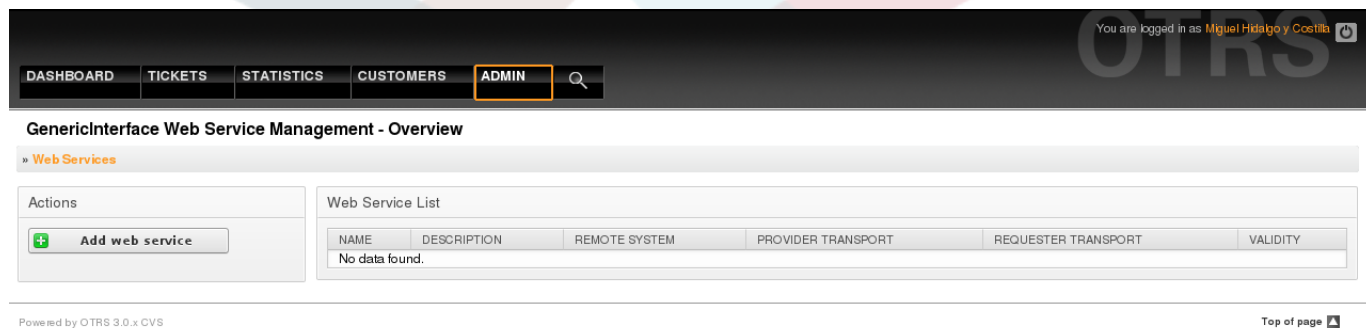 OTRS
You are logged in as Miguel Hidalgo y Costilla
DASHBOARD TICKETS STATISTICS CUSTOMERS ADMIN
GenericInterface Web Service Management - Overview
» Web Services
Actions
Add web service
Web Service List
NAME DESCRIPTION REMOTE SYSTEM PROVIDER TRANSPORT REQUESTER TRANSPORT VALIDITY
No data found.
Powered by OTRS 3.0.x CVS
Top of page